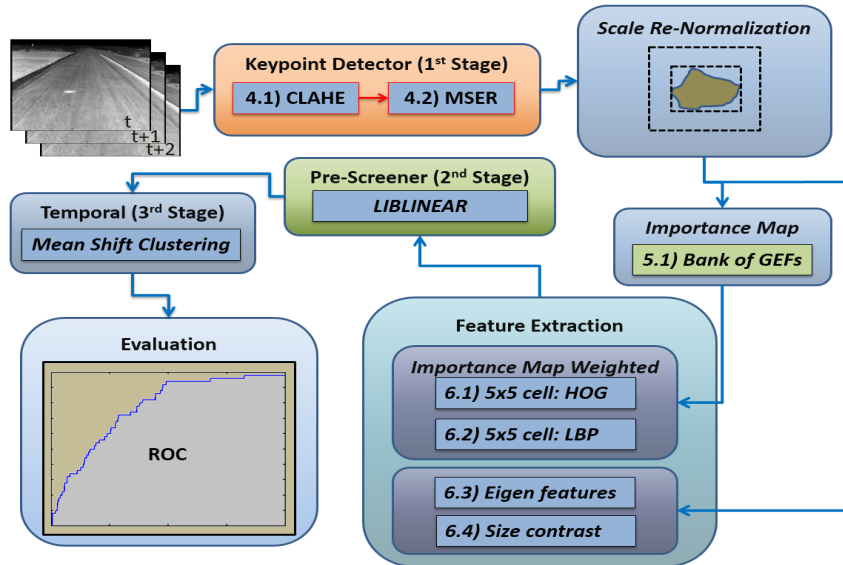 t
t+1
t+2
Keypoint Detector (1st Stage)
4.1) CLAHE
4.2) MSER
Scale Re-Normalization
Importance Map
5.1) Bank of GEFs
Feature Extraction
Importance Map Weighted
6.1) 5x5 cell: HOG
6.2) 5x5 cell: LBP
6.3) Eigen features
6.4) Size contrast
Pre-Screener (2nd Stage)
LIBLINEAR
Temporal (3rd Stage)
Mean Shift Clustering
Evaluation
ROC